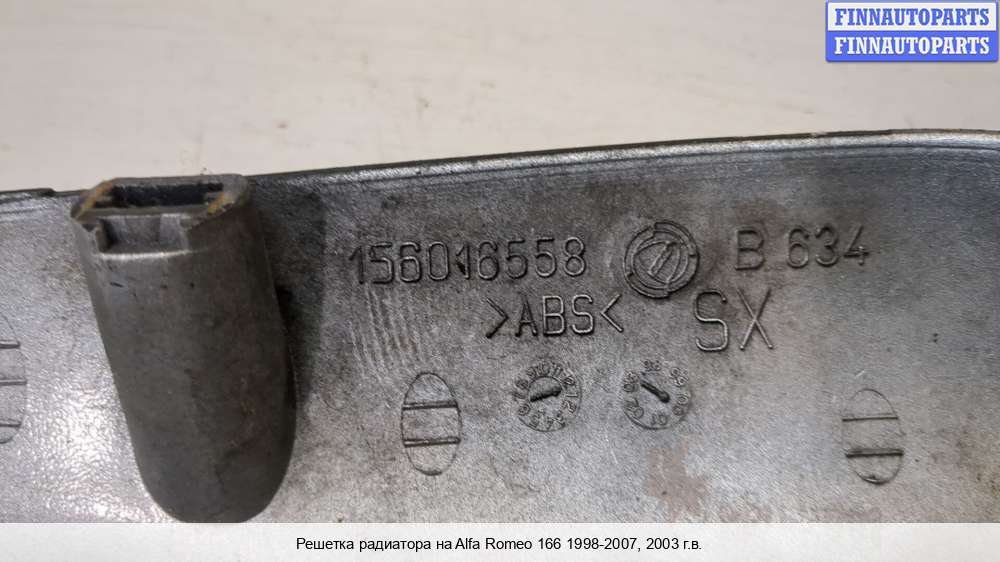 FINNAUTOPARTS
FINNAUTOPARTS
156016558 B 634
>ABS< SX
Решетка радиатора на Alfa Romeo 166 1998-2007, 2003 г.в.